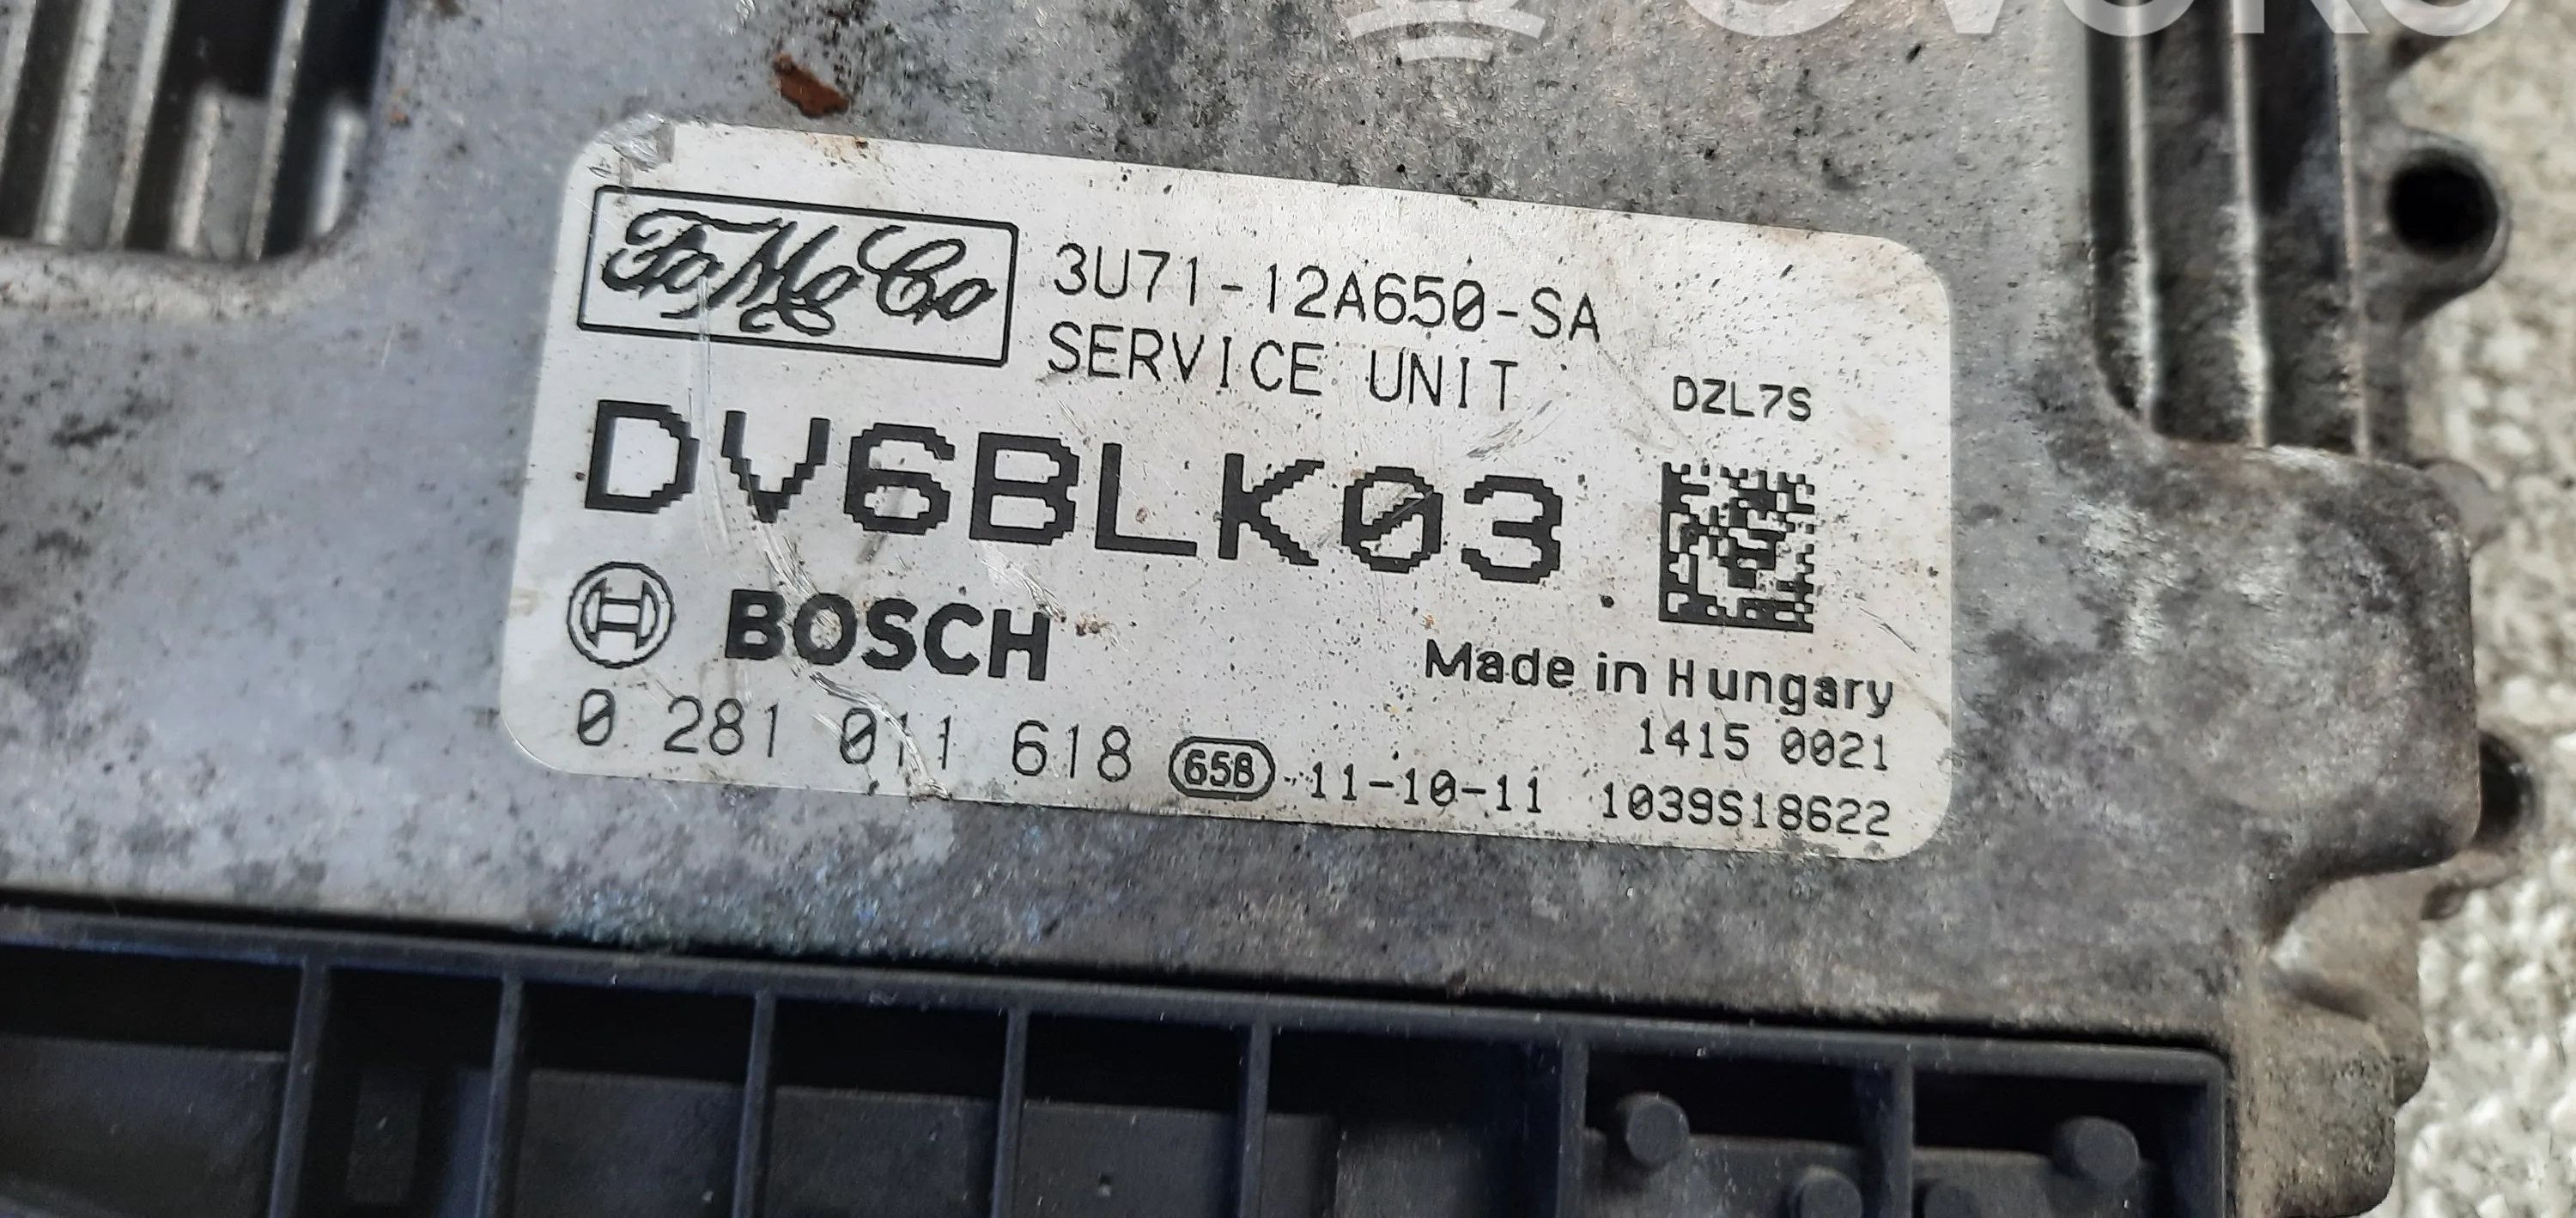 FoMoCo
3U71-12A650-SA
SERVICE UNIT
DZL7S
DV6BLK03
BOSCH
Made in Hungary
1415 0021
0 281 011 618 658 11-10-11 1039S18622